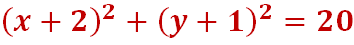 (x + 2)² + (y + 1)² = 20